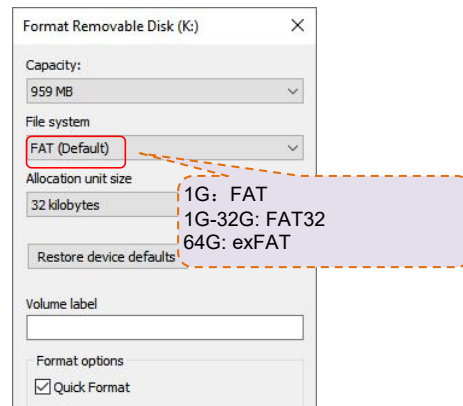 Format Removable Disk (K:)
Capacity:
959 MB
File system
FAT (Default)
Allocation unit size
32 kilobytes
1G：FAT
1G-32G: FAT32
64G: exFAT
Restore device defaults
Volume label
Format options
Quick Format